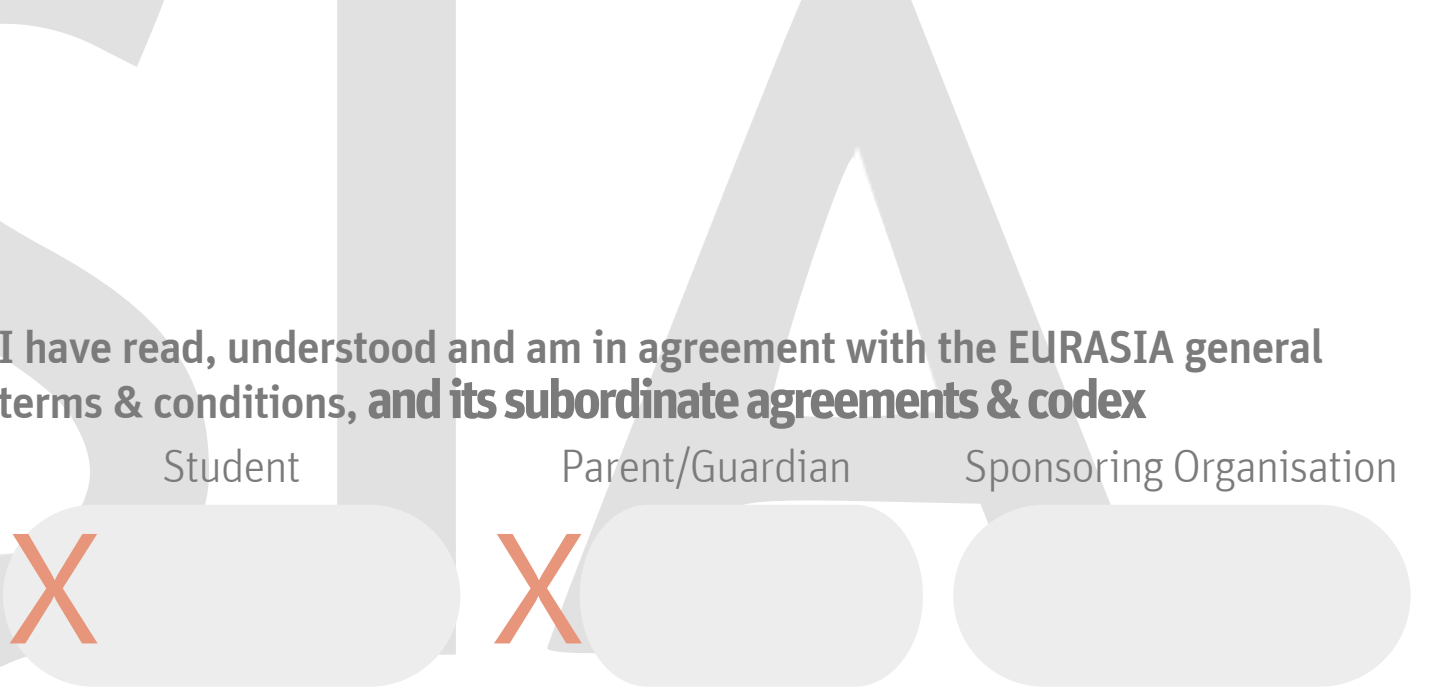 SIA
I have read, understood and am in agreement with the EURASIA general
terms & conditions, and its subordinate agreements & codex
Student Parent/Guardian Sponsoring Organisation
X X